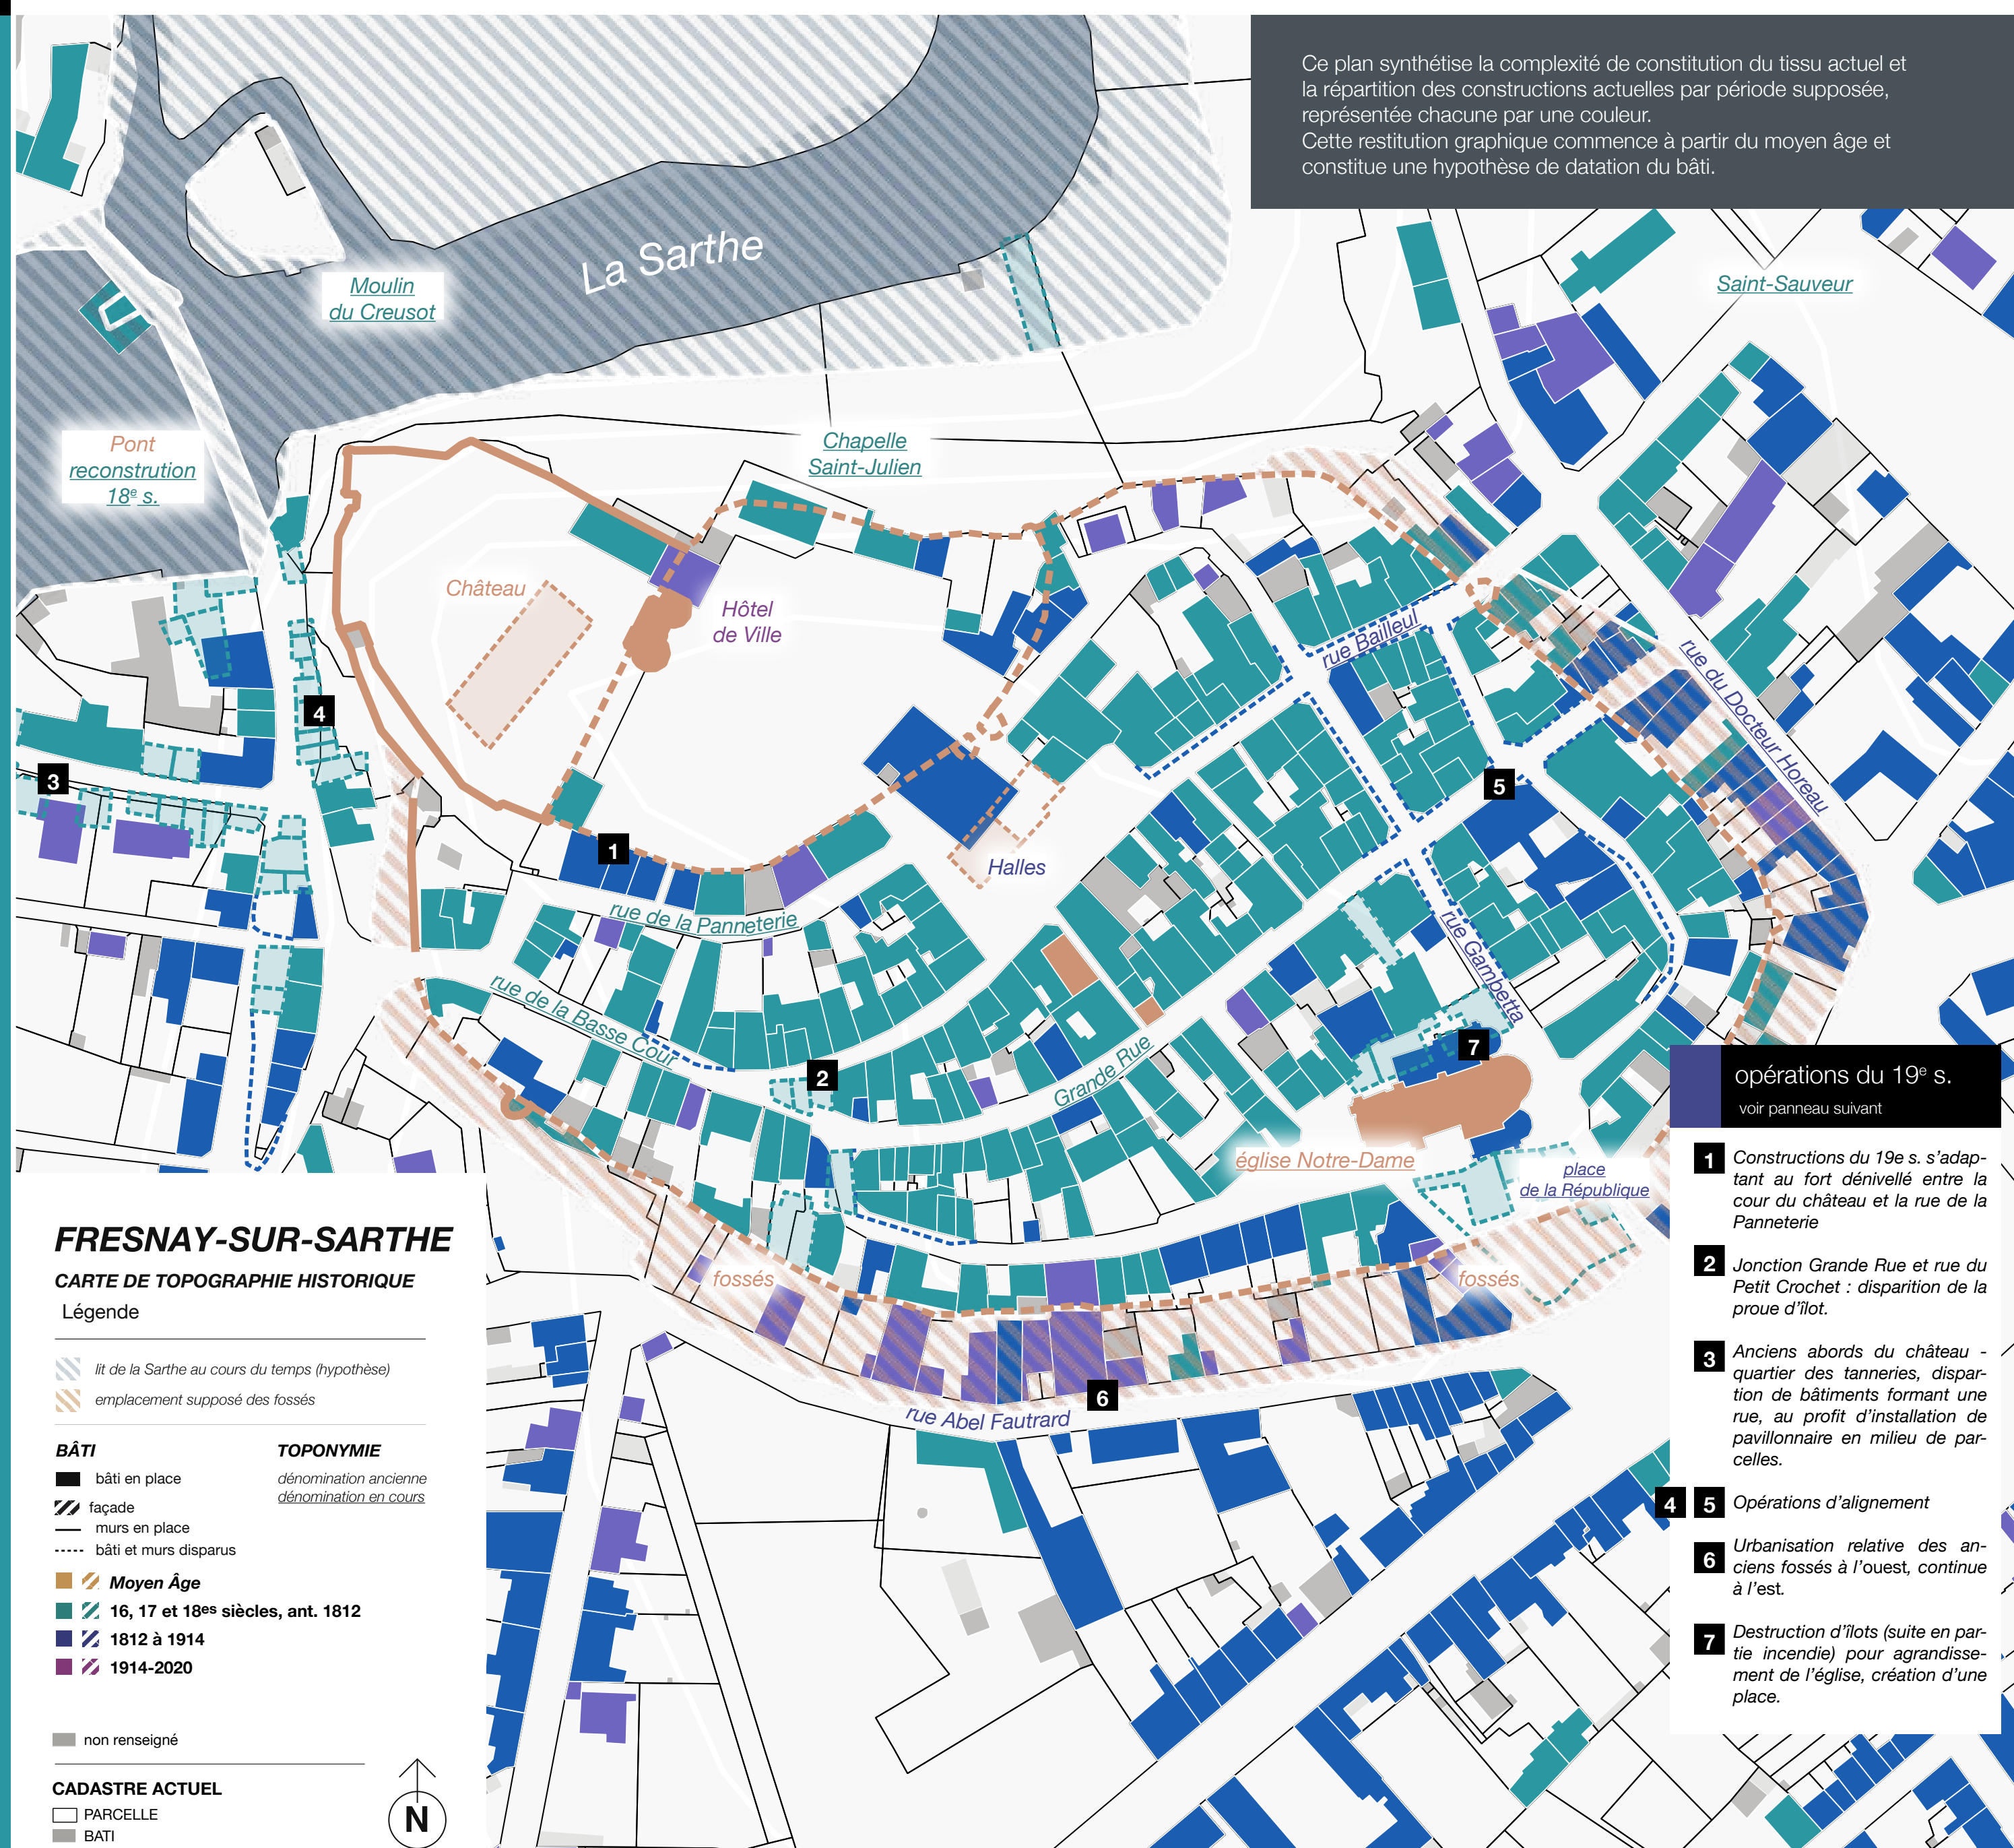 Ce plan synthétise la complexité de constitution du tissu actuel et
la répartition des constructions actuelles par période supposée,
représentée chacune par une couleur.
Cette restitution graphique commence à partir du moyen âge et
constitue une hypothèse de datation du bâti.
La Sarthe
Moulin
du Creusot
Saint-Sauveur
Pont
reconstrution
18e s.
Chapelle
Saint-Julien
Château
Hôtel
de Ville
rue Bailleul
rue du Docteur Horeau
4
3
5
1
Halles
rue de la Panneterie
rue Gambetta
rue de la Basse Cour
2
Grande Rue
7
église Notre-Dame
place
de la République
fossés
fossés
6
rue Abel Fautrard
opérations du 19e s.
voir panneau suivant
1 Constructions du 19e s. s'adap-
tant au fort dénivellé entre la
cour du château et la rue de la
Panneterie
2 Jonction Grande Rue et rue du
Petit Crochet : disparition de la
proue d'îlot.
3 Anciens abords du château -
quartier des tanneries, dispar-
tion de bâtiments formant une
rue, au profit d'installation de
pavillonnaire en milieu de par-
celles.
4 5 Opérations d'alignement
6 Urbanisation relative des an-
ciens fossés à l'ouest, continue
à l'est.
7 Destruction d'îlots (suite en par-
tie incendie) pour agrandisse-
ment de l'église, création d'une
place.
FRESNAY-SUR-SARTHE
CARTE DE TOPOGRAPHIE HISTORIQUE
Légende
lit de la Sarthe au cours du temps (hypothèse)
emplacement supposé des fossés
BÂTI
bâti en place
façade
murs en place
bâti et murs disparus
TOPONYMIE
dénomination ancienne
dénomination en cours
Moyen Âge
16, 17 et 18es siècles, ant. 1812
1812 à 1914
1914-2020
non renseigné
CADASTRE ACTUEL
PARCELLE
BATI
N